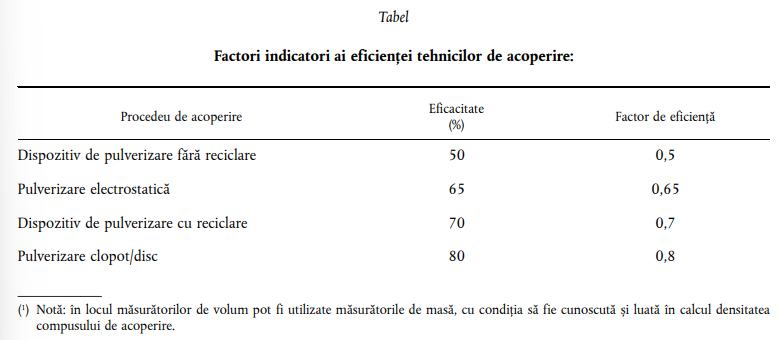 Tabel
Factori indicatori ai eficienței tehnicilor de acoperire:
Procedeu de acoperire Eficacitate (%) Factor de eficiență
Dispozitiv de pulverizare fără reciclare 50 0,5
Pulverizare electrostatică 65 0,65
Dispozitiv de pulverizare cu reciclare 70 0,7
Pulverizare clopot/disc 80 0,8
(¹) Notă: în locul măsurătorilor de volum pot fi utilizate măsurătorile de masă, cu condiția să fie cunoscută și luată în calcul densitatea
compusului de acoperire.